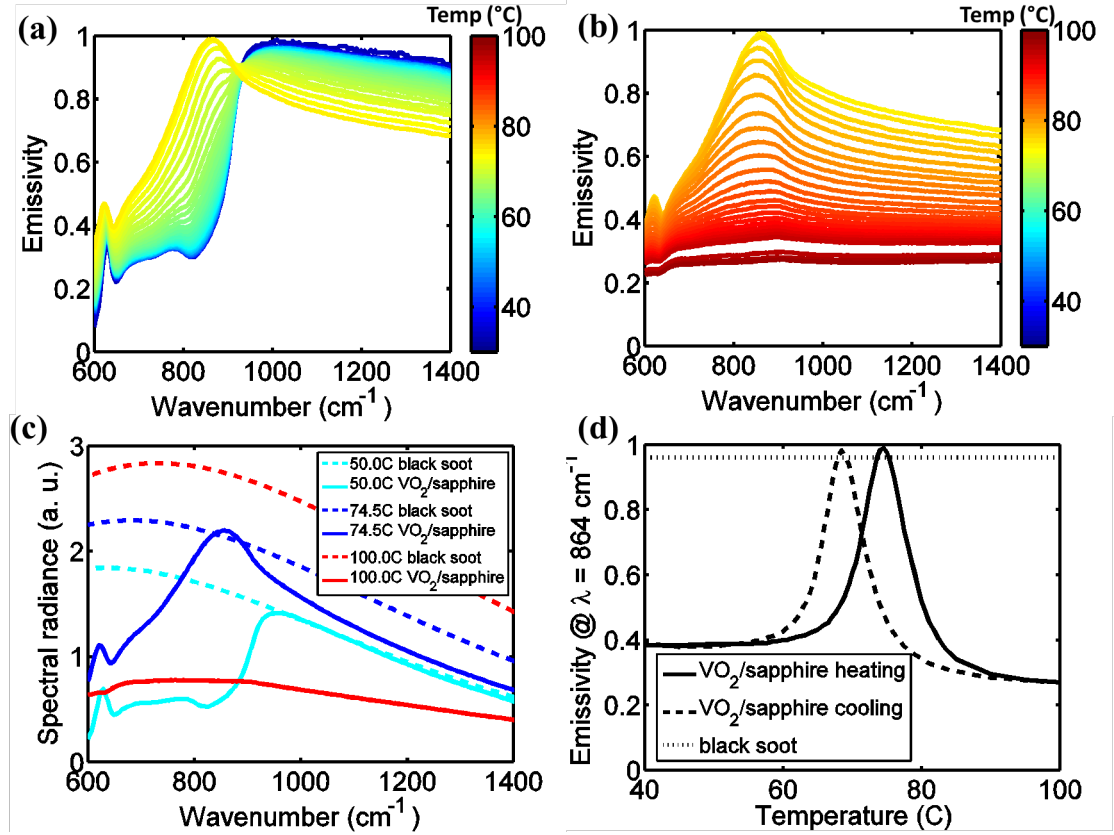 (a)
Temp (°C)
1
0.8
0.6
0.4
0.2
0
Emissivity
600
800
1000
1200
1400
Wavenumber (cm⁻¹)
100
80
60
40
(b)
Temp (°C)
1
0.8
0.6
0.4
0.2
0
Emissivity
600
800
1000
1200
1400
Wavenumber (cm⁻¹)
100
80
60
40
(c)
3
2
1
0
Spectral radiance (a. u.)
50.0C black soot
50.0C VO₂/sapphire
74.5C black soot
74.5C VO₂/sapphire
100.0C black soot
100.0C VO₂/sapphire
600
800
1000
1200
1400
Wavenumber (cm⁻¹)
(d)
1
0.8
0.6
0.4
0.2
0
Emissivity @ λ = 864 cm⁻¹
VO₂/sapphire heating
VO₂/sapphire cooling
black soot
40
60
80
100
Temperature (C)